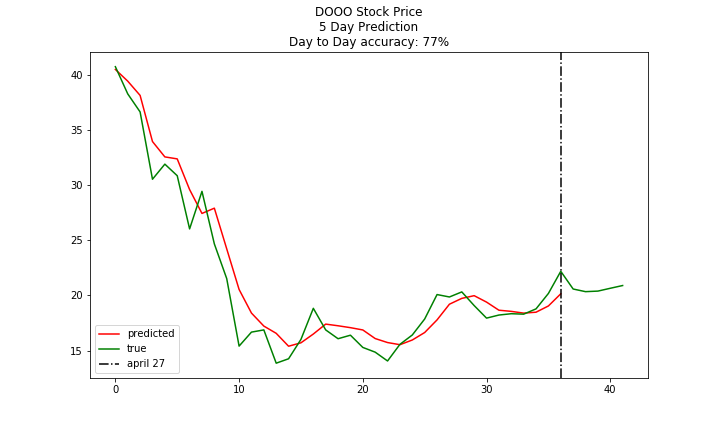 DOOO Stock Price
5 Day Prediction
Day to Day accuracy: 77%
40
35
30
25
20
15
predicted
true
april 27
0
10
20
30
40